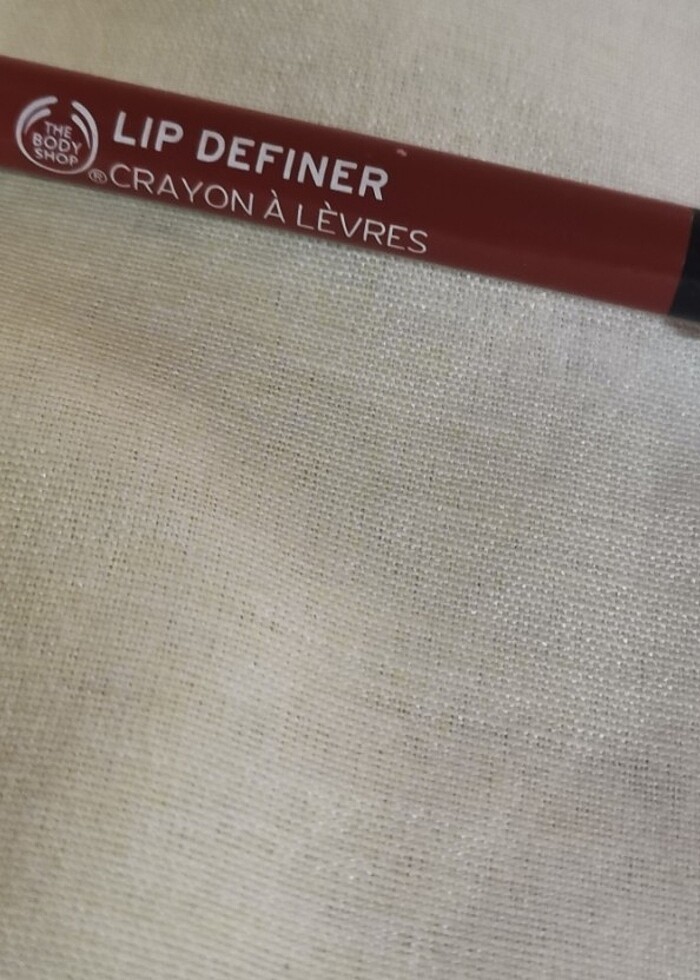 THE
BODY
SHOP
®
LIP DEFINER
CRAYON À LÈVRES